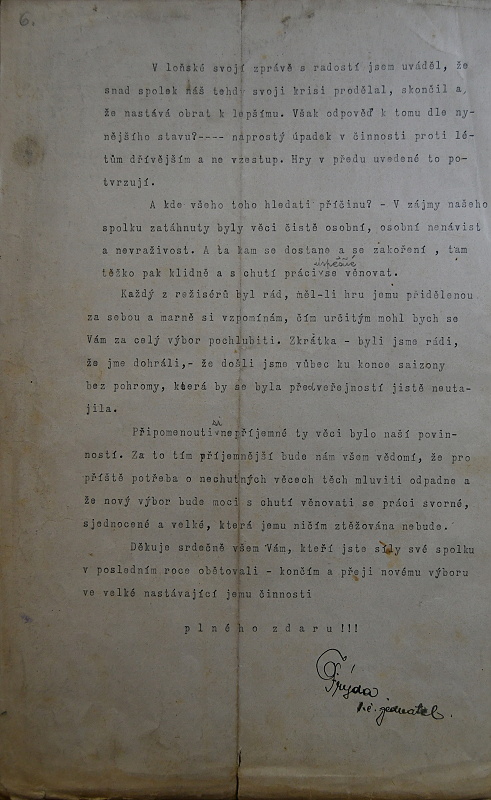 6.
V loňské svojí zprávě s radostí jsem uváděl, že
snad spolek náš tehdy svoji krisi prodělal, skončil a,
že nastává obrat k lepšímu. Však odpověď k tomu dle ny-
nějšího stavu?---- náprostý úpadek v činnosti proti lé-
tům dřívějším a ne vzestup. Hry v předu uvedené to po-
tvrzují.
A kde všeho toho hledati příčinu? - V zájmy našeho
spolku zatáhnuty byly věci čistě osobní, osobní nenávist
a nevraživost. A ta kam se dostane a se zakoření , tam
úspěšně
těžko pak klidně a s chutí práci se věnovat.
Každý z režisérů byl rád, měl-li hru jemu přidělenou
za sebou a marně si vzpomínám, čím určitým mohl bych se
Vám za celý výbor pochlubiti. Zkrátka - byli jsme rádi,
že jme dohráli,- že došli jsme vůbec ku konce saizony
bez pohromy, která by se byla před veřejností jistě neuta-
jila.
si
Připomenouti nepříjemné ty věci bylo naší povin-
ností. Za to tím příjemnější bude nám všem vědomí, že pro
příště potřeba o nechutných věcech těch mluviti odpadne a
že nový výbor bude moci s chutí věnovati se práci svorné,
sjednocené a velké, která jemu ničím ztěžována nebude.
Děkuje srdečně všem Vám, kteří jste síly své spolku
v posledním roce obětovali - končím a přeji novému výboru
ve velké nastávající jemu činnosti
plného zdaru!!!
Frýda
t.č. jednatel.